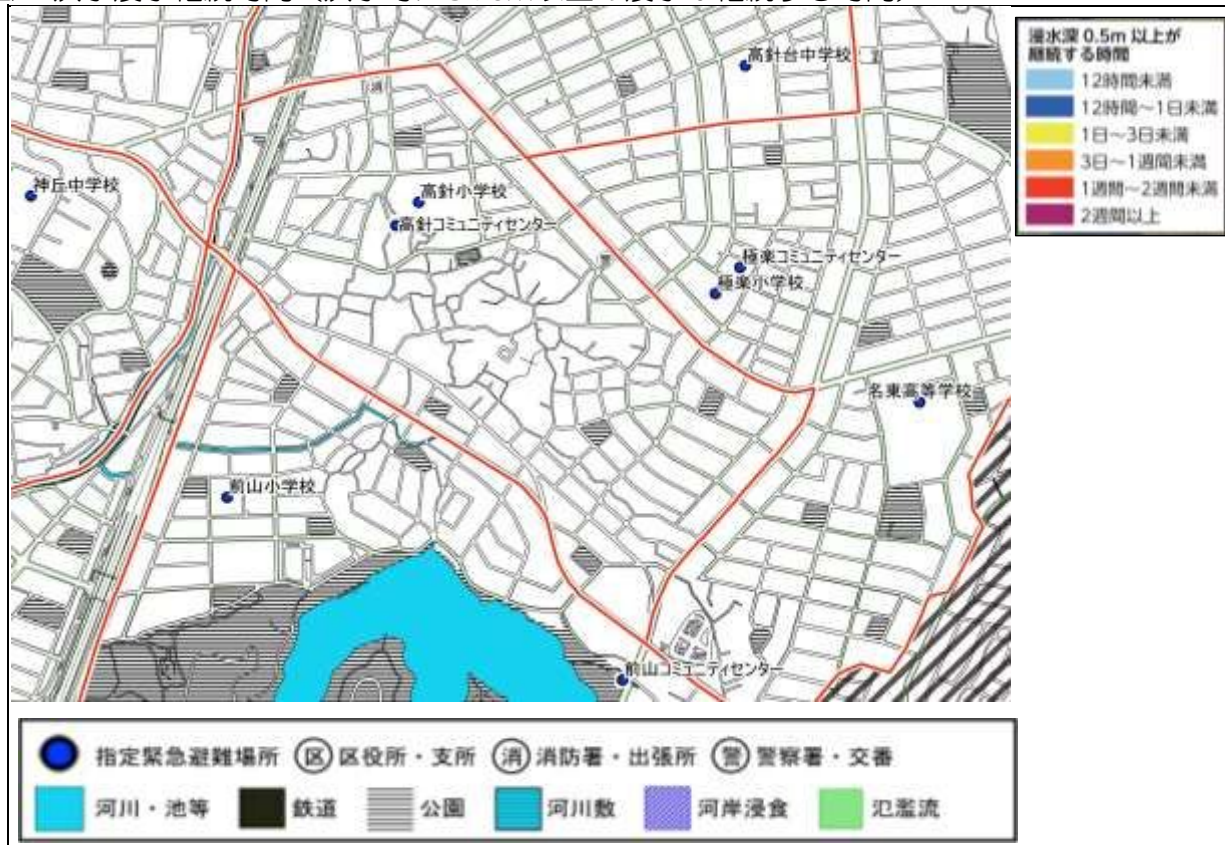 浸水深 0.5m 以上が
継続する時間
12時間未満
12時間~1日未満
1日~3日未満
3日~1週間未満
1週間~2週間未満
2週間以上
高針台中学校
神丘中学校
高針小学校
高針コミュニティセンター
極楽コミュニティセンター
極楽小学校
名東高等学校
前山小学校
前山コミュニティセンター
指定緊急避難場所 区 区役所・支所 消 消防署・出張所 警 警察署・交番
河川・池等 鉄道 公園 河川敷 河岸浸食 氾濫流